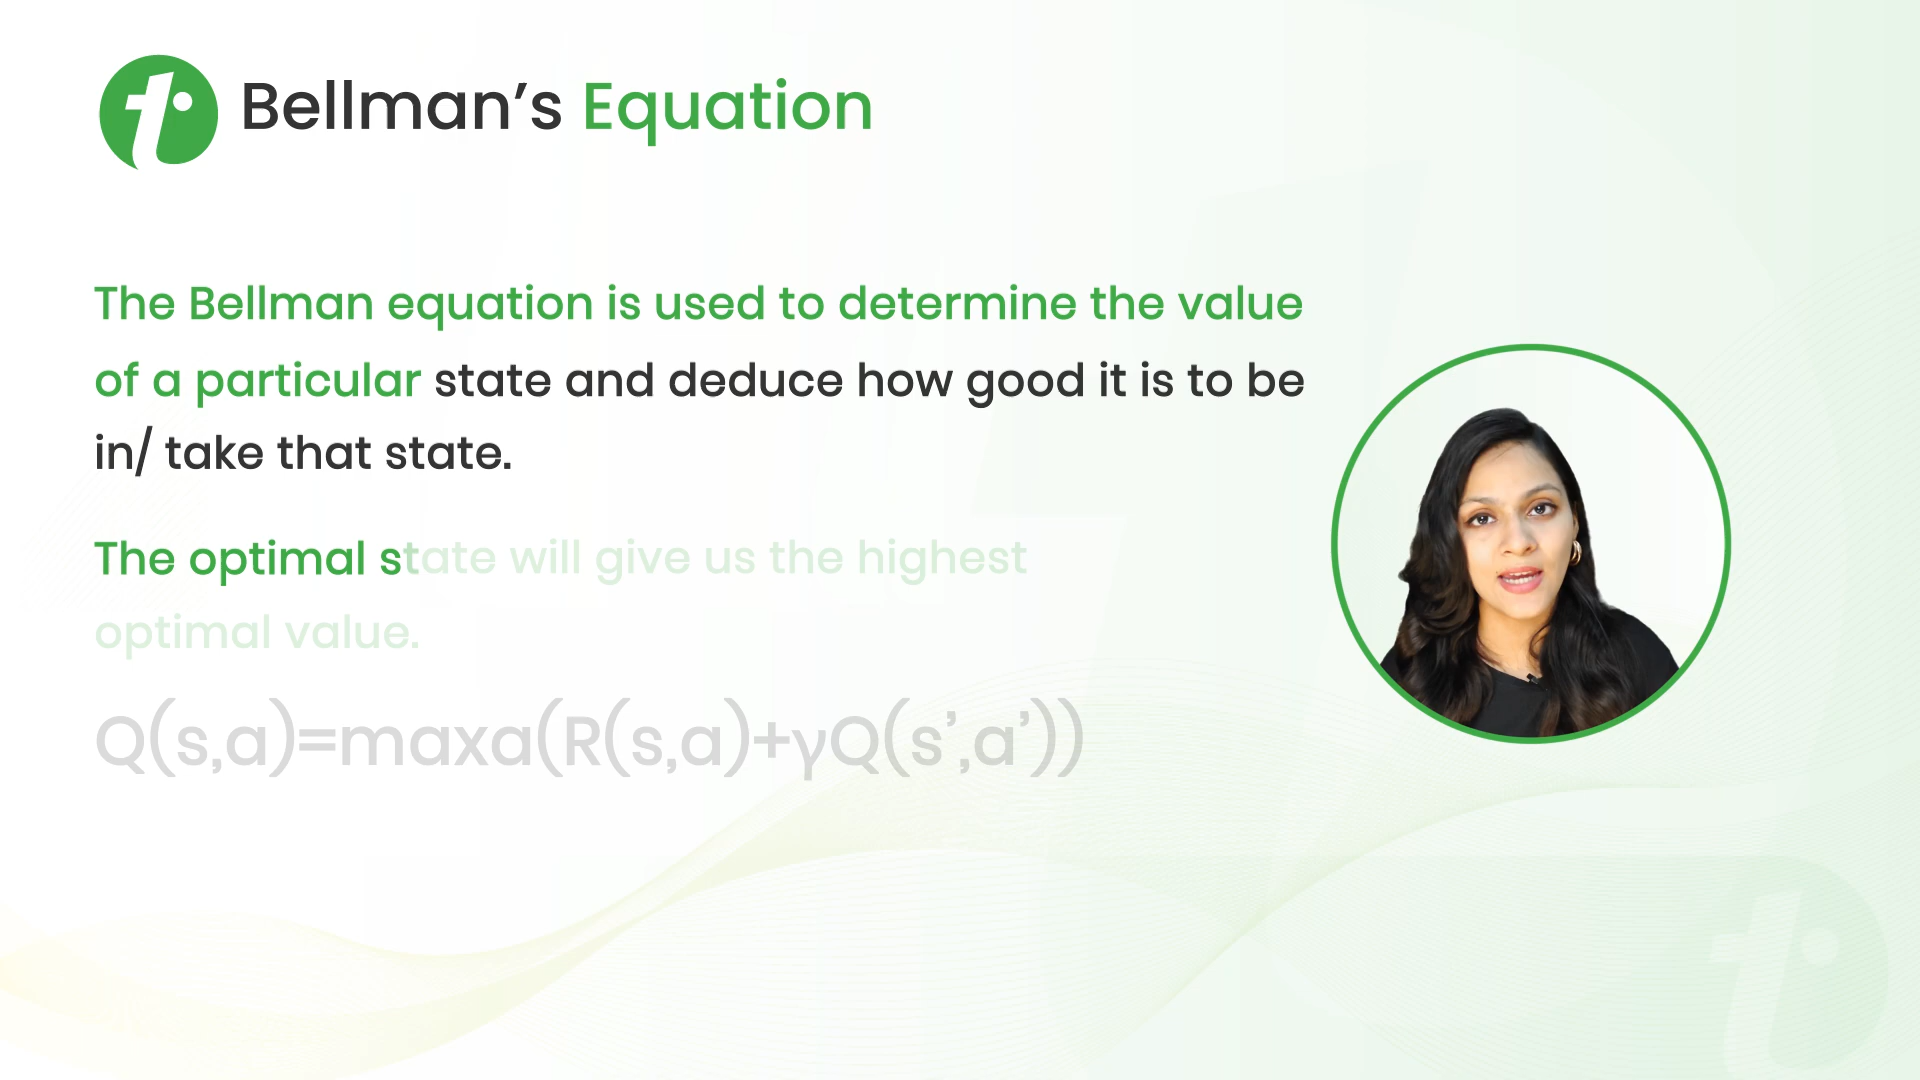 Bellman’s Equation
The Bellman equation is used to determine the value
of a particular state and deduce how good it is to be
in/ take that state.
The optimal state will give us the highest
optimal value.
Q(s,a)=maxa(R(s,a)+γQ(s’,a’))